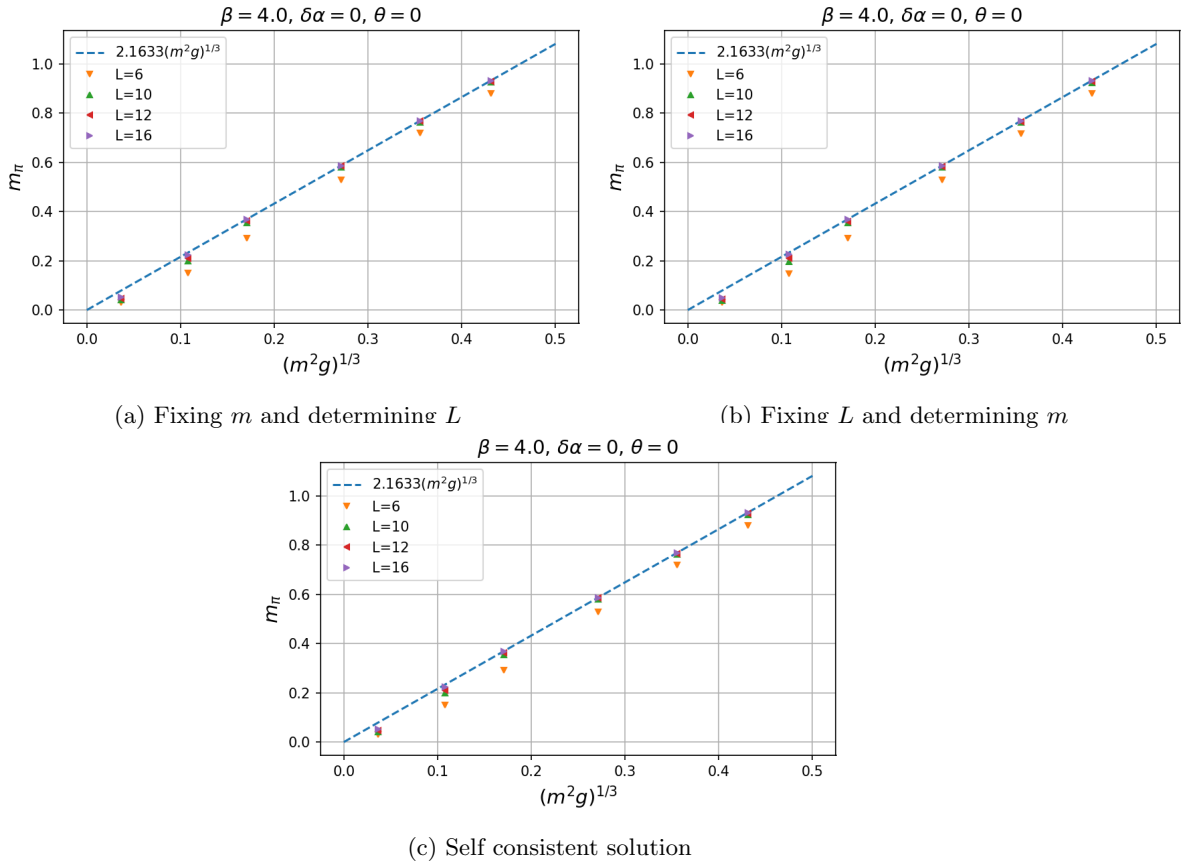 β = 4.0, δα = 0, θ = 0
2.1633(m²g)^{1/3}
L=6
L=10
L=12
L=16
1.0
0.8
0.6
0.4
0.2
0.0
m_π
0.0 0.1 0.2 0.3 0.4 0.5
(m²g)^{1/3}
(a) Fixing m and determining L
β = 4.0, δα = 0, θ = 0
2.1633(m²g)^{1/3}
L=6
L=10
L=12
L=16
1.0
0.8
0.6
0.4
0.2
0.0
m_π
0.0 0.1 0.2 0.3 0.4 0.5
(m²g)^{1/3}
(b) Fixing L and determining m
β = 4.0, δα = 0, θ = 0
2.1633(m²g)^{1/3}
L=6
L=10
L=12
L=16
1.0
0.8
0.6
0.4
0.2
0.0
m_π
0.0 0.1 0.2 0.3 0.4 0.5
(m²g)^{1/3}
(c) Self consistent solution